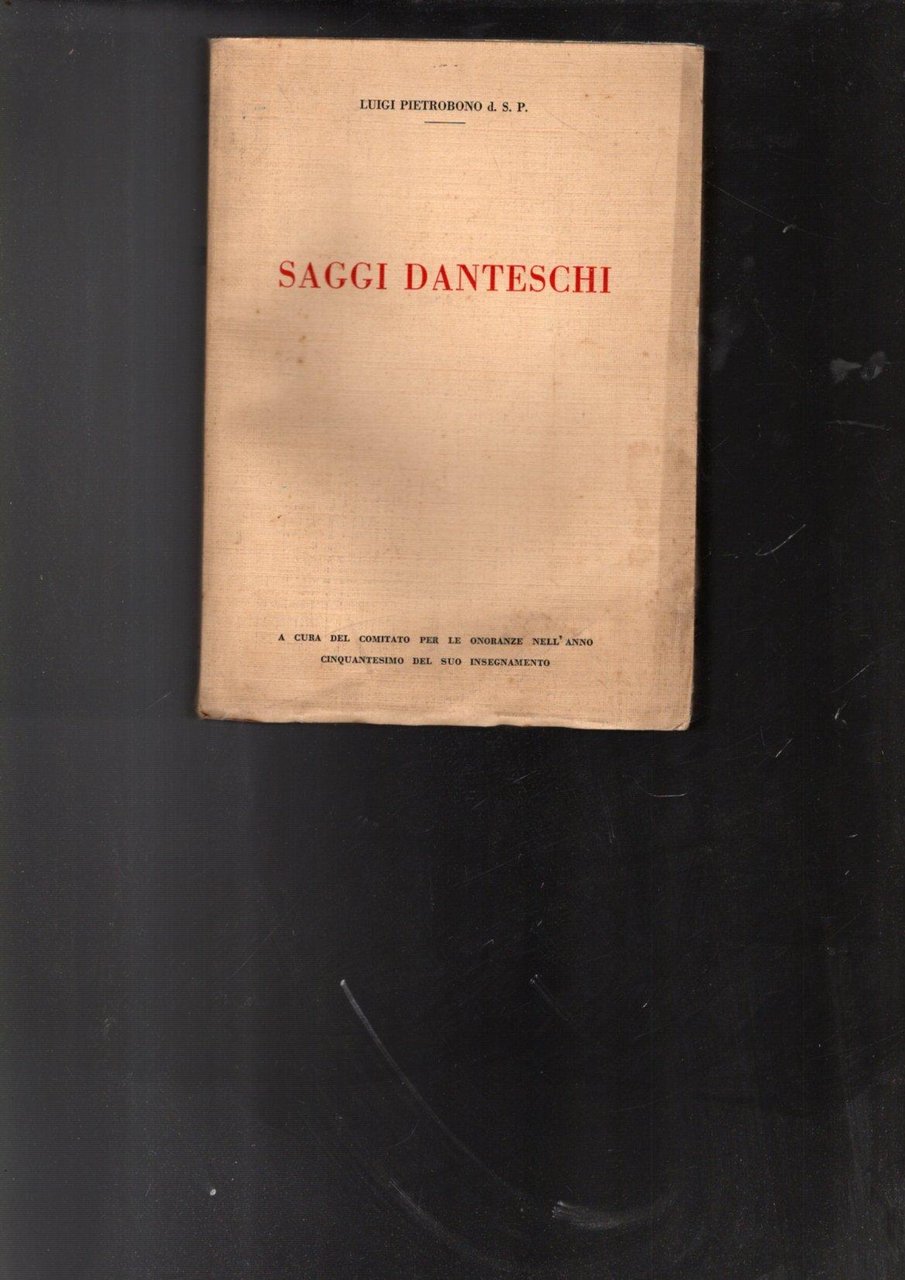 LUIGI PIETROBONO d. S. P.
SAGGI DANTESCHI
A CURA DEL COMITATO PER LE ONORANZE NELL'ANNO
CINQUANTESIMO DEL SUO INSEGNAMENTO